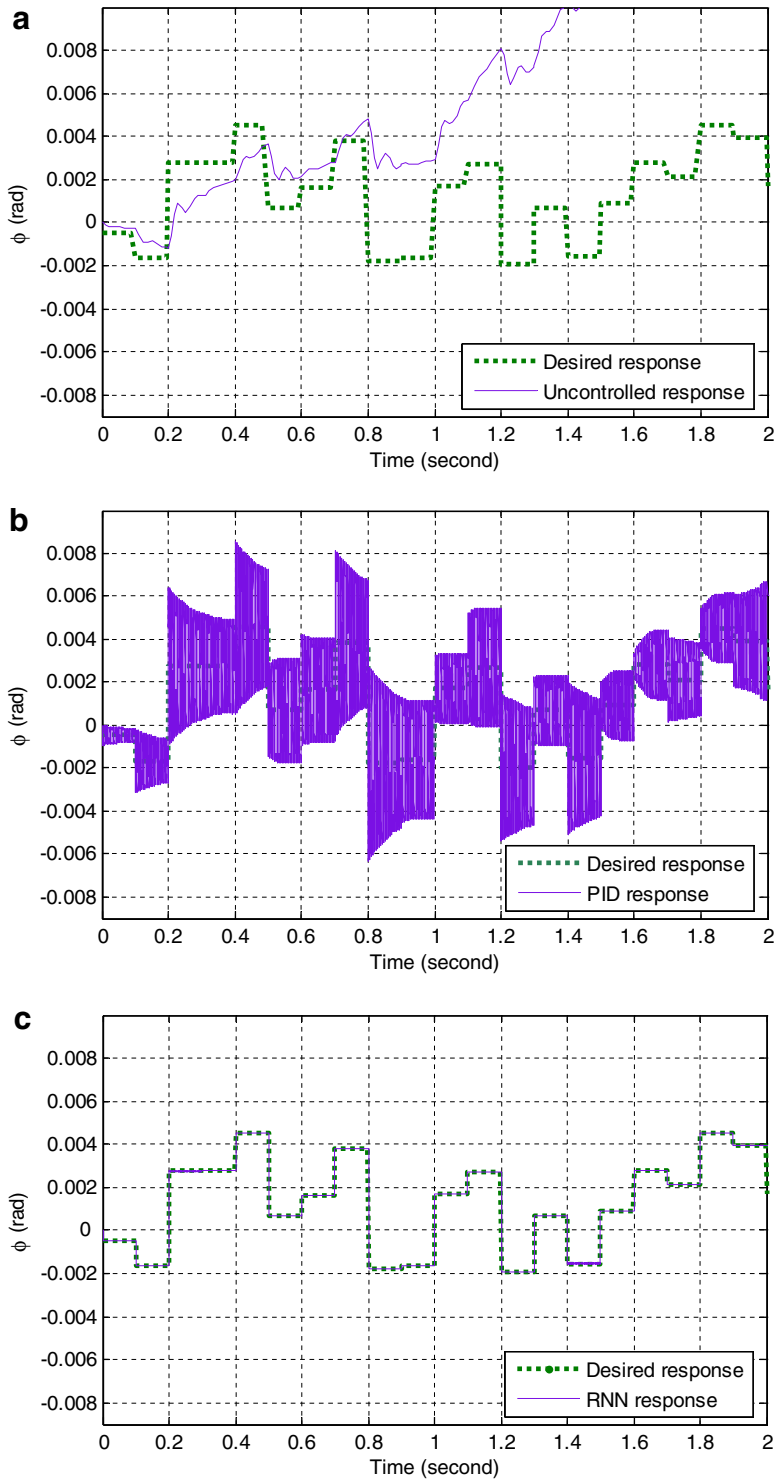 a
0.008
0.006
0.004
0.002
0
-0.002
-0.004
-0.006
-0.008
ϕ (rad)
Desired response
Uncontrolled response
0 0.2 0.4 0.6 0.8 1 1.2 1.4 1.6 1.8 2
Time (second)
b
0.008
0.006
0.004
0.002
0
-0.002
-0.004
-0.006
-0.008
ϕ (rad)
Desired response
PID response
0 0.2 0.4 0.6 0.8 1 1.2 1.4 1.6 1.8 2
Time (second)
c
0.008
0.006
0.004
0.002
0
-0.002
-0.004
-0.006
-0.008
ϕ (rad)
Desired response
RNN response
0 0.2 0.4 0.6 0.8 1 1.2 1.4 1.6 1.8 2
Time (second)